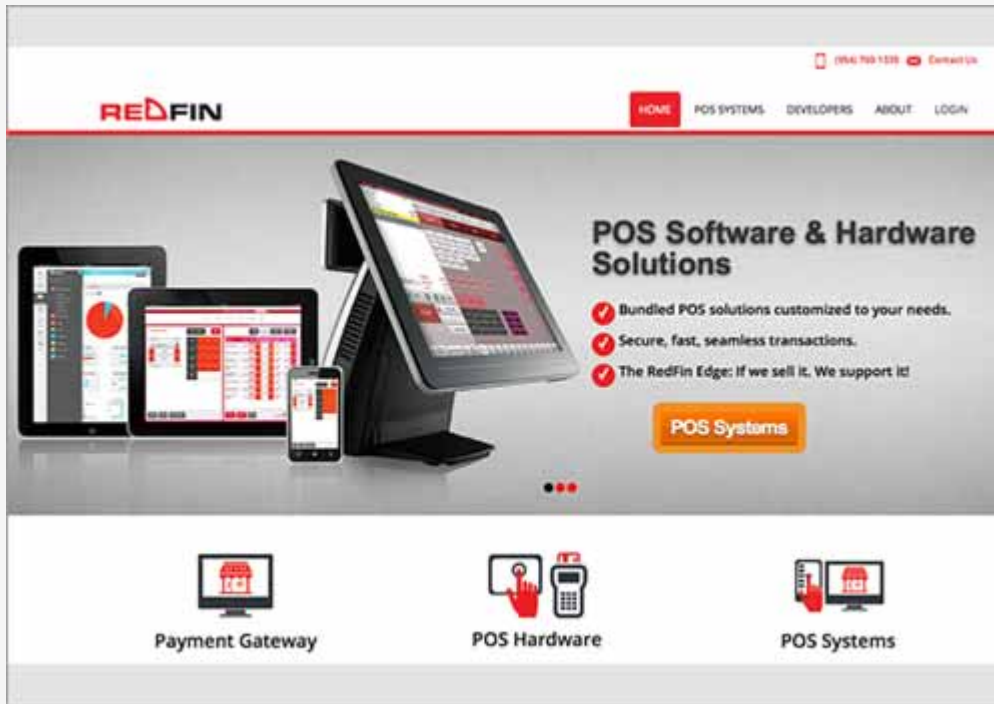 Contact Us
REDFIN
HOME POS SYSTEMS DEVELOPERS ABOUT LOGIN
POS Software & Hardware
Solutions
Bundled POS solutions customized to your needs.
Secure, fast, seamless transactions.
The RedFin Edge: If we sell it. We support it!
POS Systems
Payment Gateway
POS Hardware
POS Systems